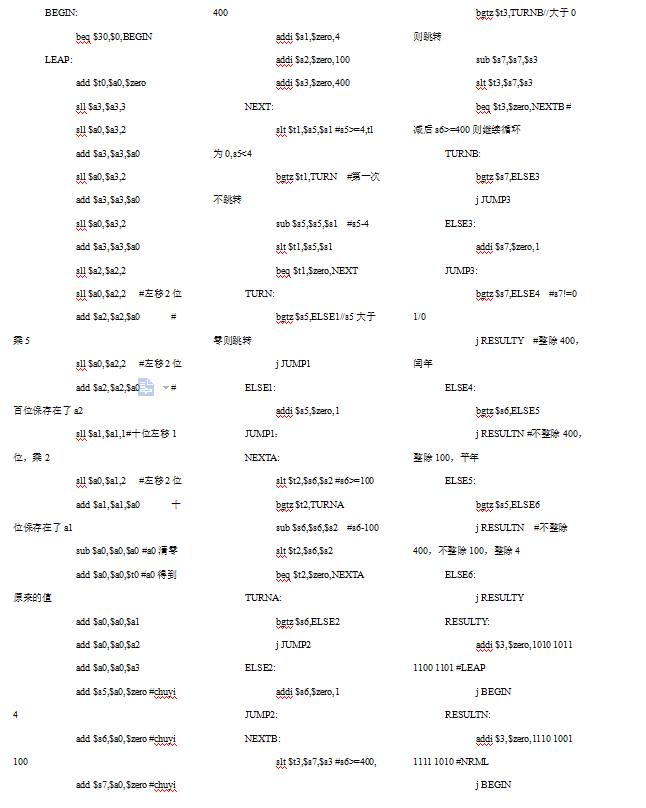 BEGIN:
beq $30,$0,BEGIN
LEAP:
add $t0,$a0,$zero
sll $a3,$a3,3
sll $a0,$a3,2
add $a3,$a3,$a0
sll $a0,$a3,2
add $a3,$a3,$a0
sll $a0,$a3,2
add $a3,$a3,$a0
sll $a2,$a2,2
sll $a0,$a2,2 #左移2位
add $a2,$a2,$a0 #
乘5
sll $a0,$a2,2 #左移2位
add $a2,$a2,$a0 #
百位保存在了a2
sll $a1,$a1,1#十位左移1
位，乘2
sll $a0,$a1,2 #左移2位
add $a1,$a1,$a0 十
位保存在了a1
sub $a0,$a0,$a0 #a0清零
add $a0,$a0,$t0 #a0得到
原来的值
add $a0,$a0,$a1
add $a0,$a0,$a2
add $a0,$a0,$a3
add $s5,$a0,$zero #chuyi
4
add $s6,$a0,$zero #chuyi
100
add $s7,$a0,$zero #chuyi
400
addi $s1,$zero,4
addi $s2,$zero,100
addi $s3,$zero,400
NEXT:
slt $t1,$s5,$s1 #s5>=4,t1
为0,s5<4
bgtz $t1,TURN #第一次
不跳转
sub $s5,$s5,$s1 #s5-4
slt $t1,$s5,$s1
beq $t1,$zero,NEXT
TURN:
bgtz $s5,ELSE1//s5大于
零则跳转
j JUMP1
ELSE1:
addi $s5,$zero,1
JUMP1：
NEXTA:
slt $t2,$s6,$s2 #s6>=100
bgtz $t2,TURNA
sub $s6,$s6,$s2 #s6-100
slt $t2,$s6,$s2
beq $t2,$zero,NEXTA
TURNA:
bgtz $s6,ELSE2
j JUMP2
ELSE2:
addi $s6,$zero,1
JUMP2:
NEXTB:
slt $t3,$s7,$s3 #s6>=400,
bgtz $t3,TURNB//大于0
则跳转
sub $s7,$s7,$s3
slt $t3,$s7,$s3
beq $t3,$zero,NEXTB #
减后s6>=400则继续循环
TURNB:
bgtz $s7,ELSE3
j JUMP3
ELSE3:
addi $s7,$zero,1
JUMP3:
bgtz $s7,ELSE4 #s7!=0
1/0
j RESULTY #整除400，
闰年
ELSE4:
bgtz $s6,ELSE5
j RESULTN #不整除400，
整除100，平年
ELSE5:
bgtz $s5,ELSE6
j RESULTN #不整除
400，不整除100，整除4
ELSE6:
j RESULTY
RESULTY:
addi $3,$zero,1010 1011
1100 1101 #LEAP
j BEGIN
RESULTN:
addi $3,$zero,1110 1001
1111 1010 #NRML
j BEGIN